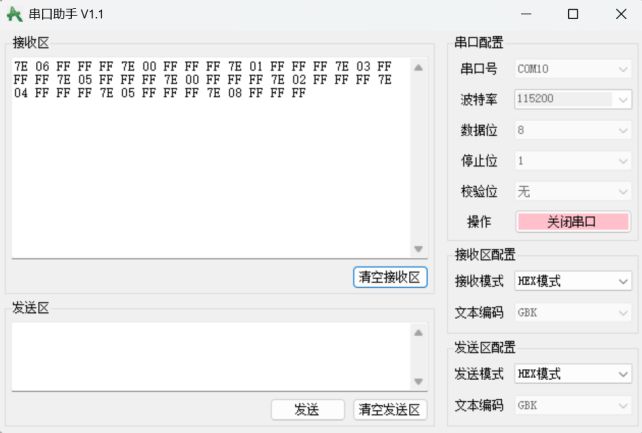 串口助手 V1.1
接收区
7E 06 FF FF FF 7E 00 FF FF FF 7E 01 FF FF FF 7E 03 FF
FF FF 7E 05 FF FF FF 7E 00 FF FF FF 7E 02 FF FF FF 7E
04 FF FF FF 7E 05 FF FF FF 7E 08 FF FF FF
清空接收区
发送区
发送
清空发送区
串口配置
串口号
COM10
波特率
115200
数据位
8
停止位
1
校验位
无
操作
关闭串口
接收区配置
接收模式
HEX模式
文本编码
GBK
发送区配置
发送模式
HEX模式
文本编码
GBK